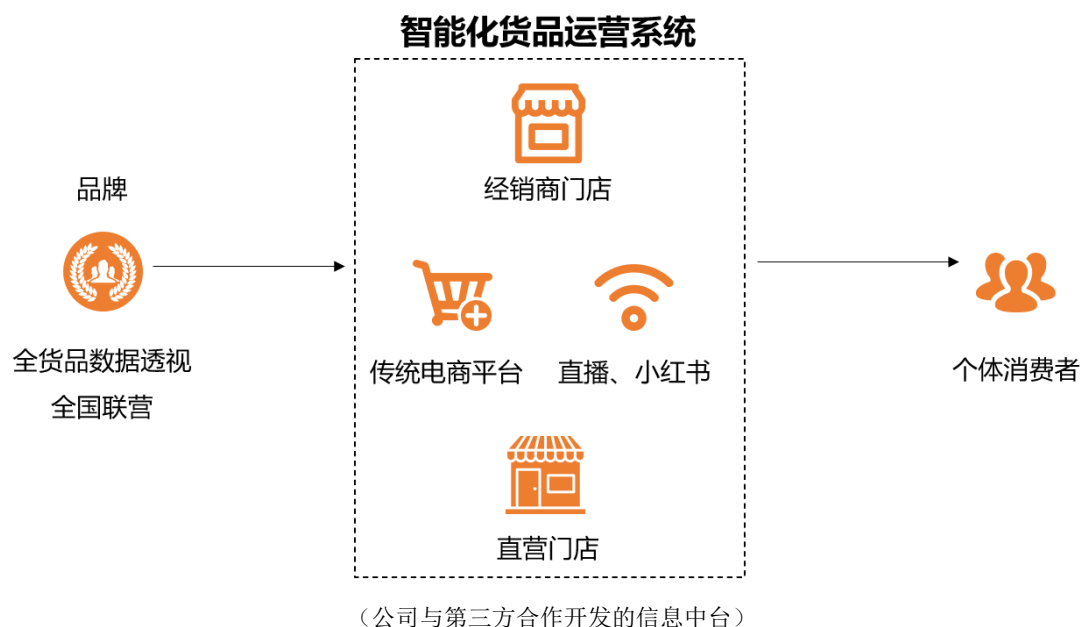 智能化货品运营系统
经销商门店
品牌
传统电商平台
直播、小红书
全货品数据透视
全国联营
个体消费者
直营门店
（公司与第三方合作开发的信息中台）